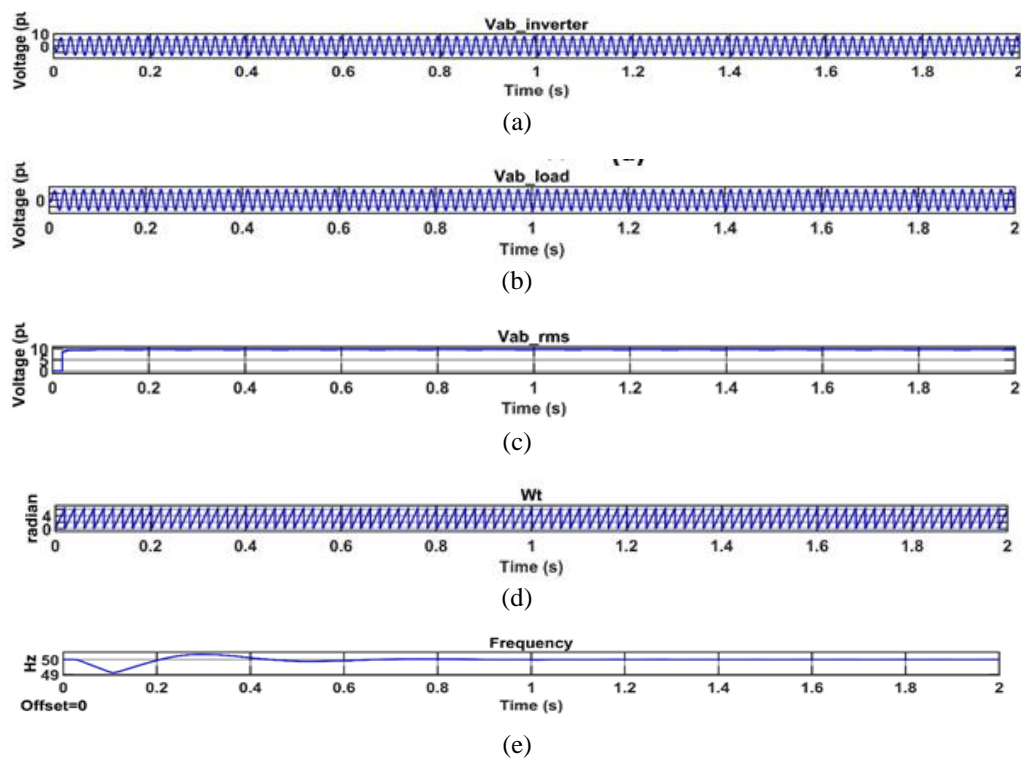 Vab_inverter
Voltage (pu
10
0
0 0.2 0.4 0.6 0.8 1 1.2 1.4 1.6 1.8 2
Time (s)
(a)
Vab_load
Voltage (pu
0
0 0.2 0.4 0.6 0.8 1 1.2 1.4 1.6 1.8 2
Time (s)
(b)
Vab_rms
Voltage (pu
10
5
0
0 0.2 0.4 0.6 0.8 1 1.2 1.4 1.6 1.8 2
Time (s)
(c)
Wt
radian
4
0
0 0.2 0.4 0.6 0.8 1 1.2 1.4 1.6 1.8 2
Time (s)
(d)
Frequency
Hz
50
49
0 0.2 0.4 0.6 0.8 1 1.2 1.4 1.6 1.8 2
Offset=0
Time (s)
(e)